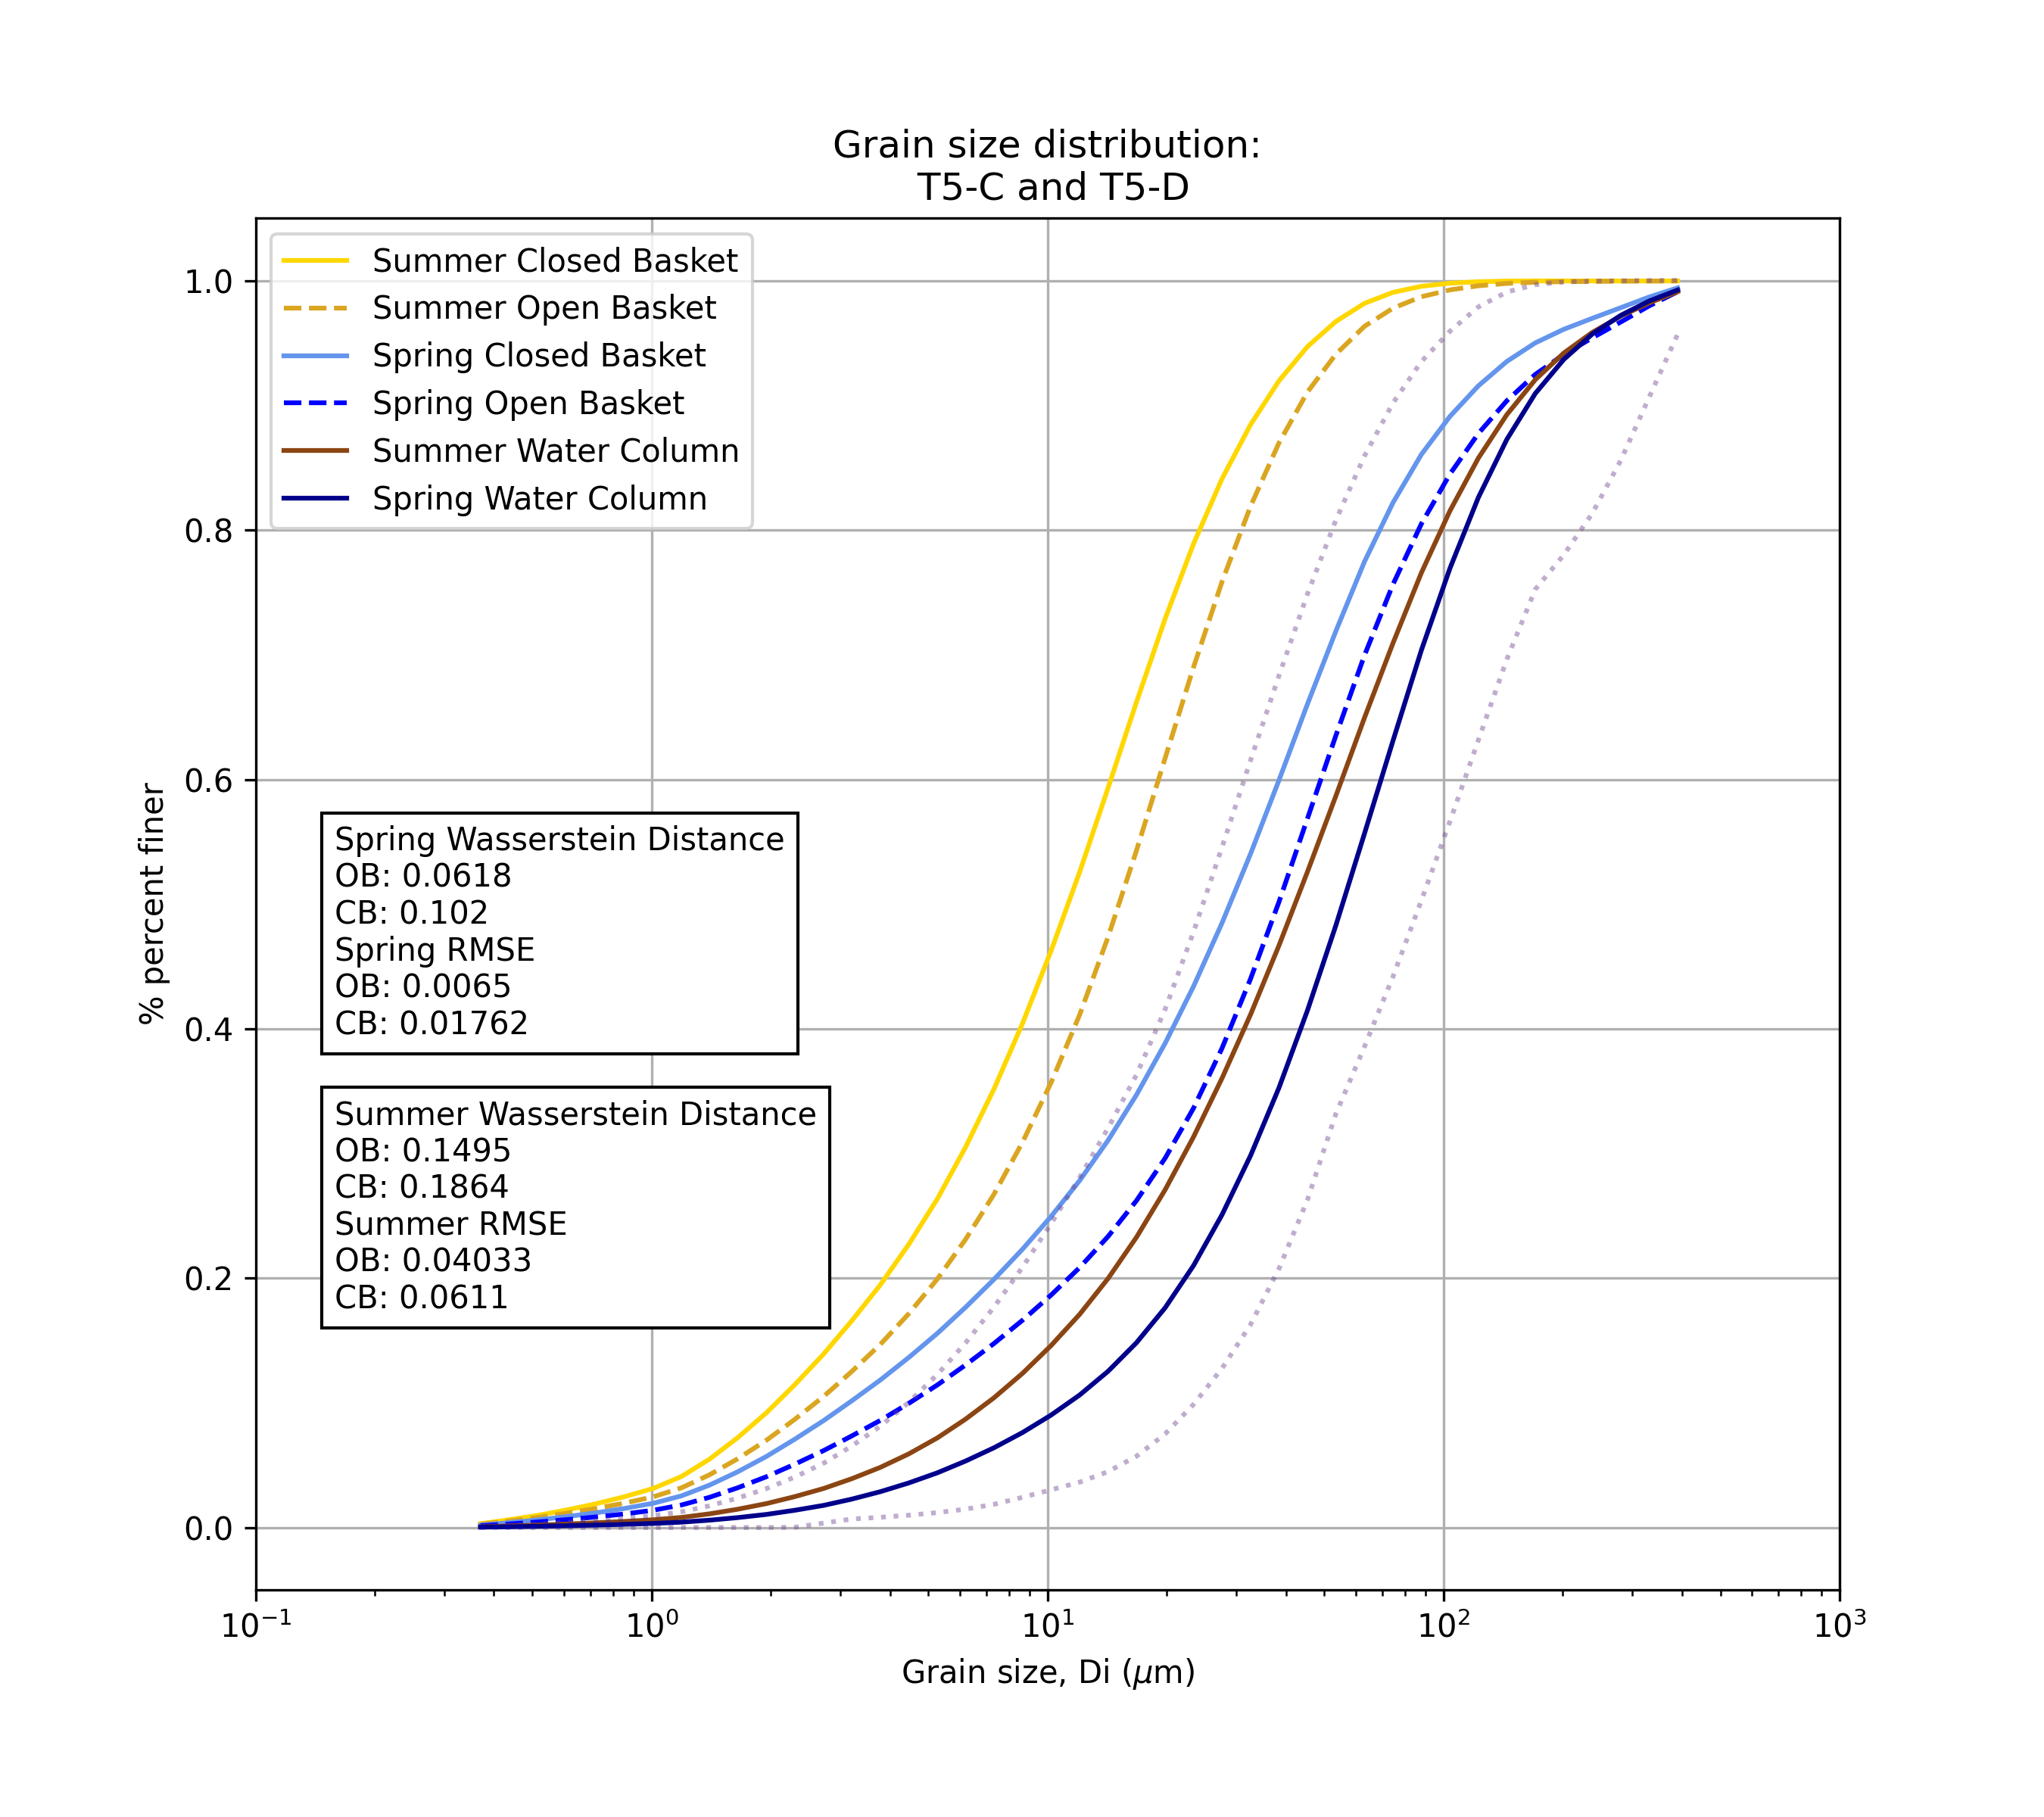 Grain size distribution:
T5-C and T5-D
Summer Closed Basket
Summer Open Basket
Spring Closed Basket
Spring Open Basket
Summer Water Column
Spring Water Column
1.0
0.8
0.6
0.4
0.2
0.0
% percent finer
Spring Wasserstein Distance
OB: 0.0618
CB: 0.102
Spring RMSE
OB: 0.0065
CB: 0.01762
Summer Wasserstein Distance
OB: 0.1495
CB: 0.1864
Summer RMSE
OB: 0.04033
CB: 0.0611
10⁻¹ 10⁰ 10¹ 10² 10³
Grain size, Di (μm)